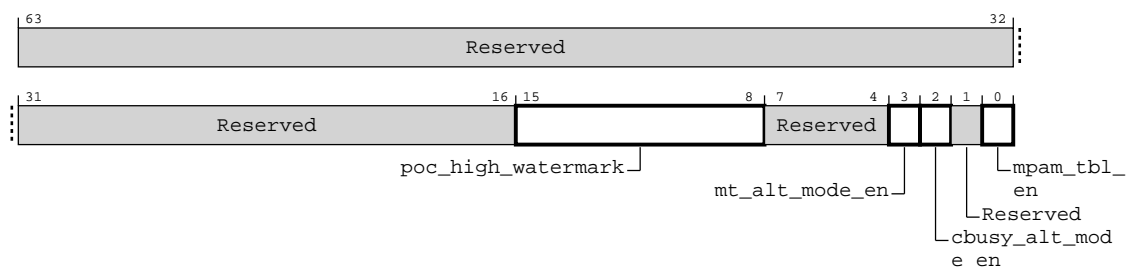 63 32
Reserved
31 16 15 8 7 4 3 2 1 0
Reserved Reserved
poc_high_watermark mpam_tbl_
mt_alt_mode_en en
Reserved
cbusy_alt_mod
e_en